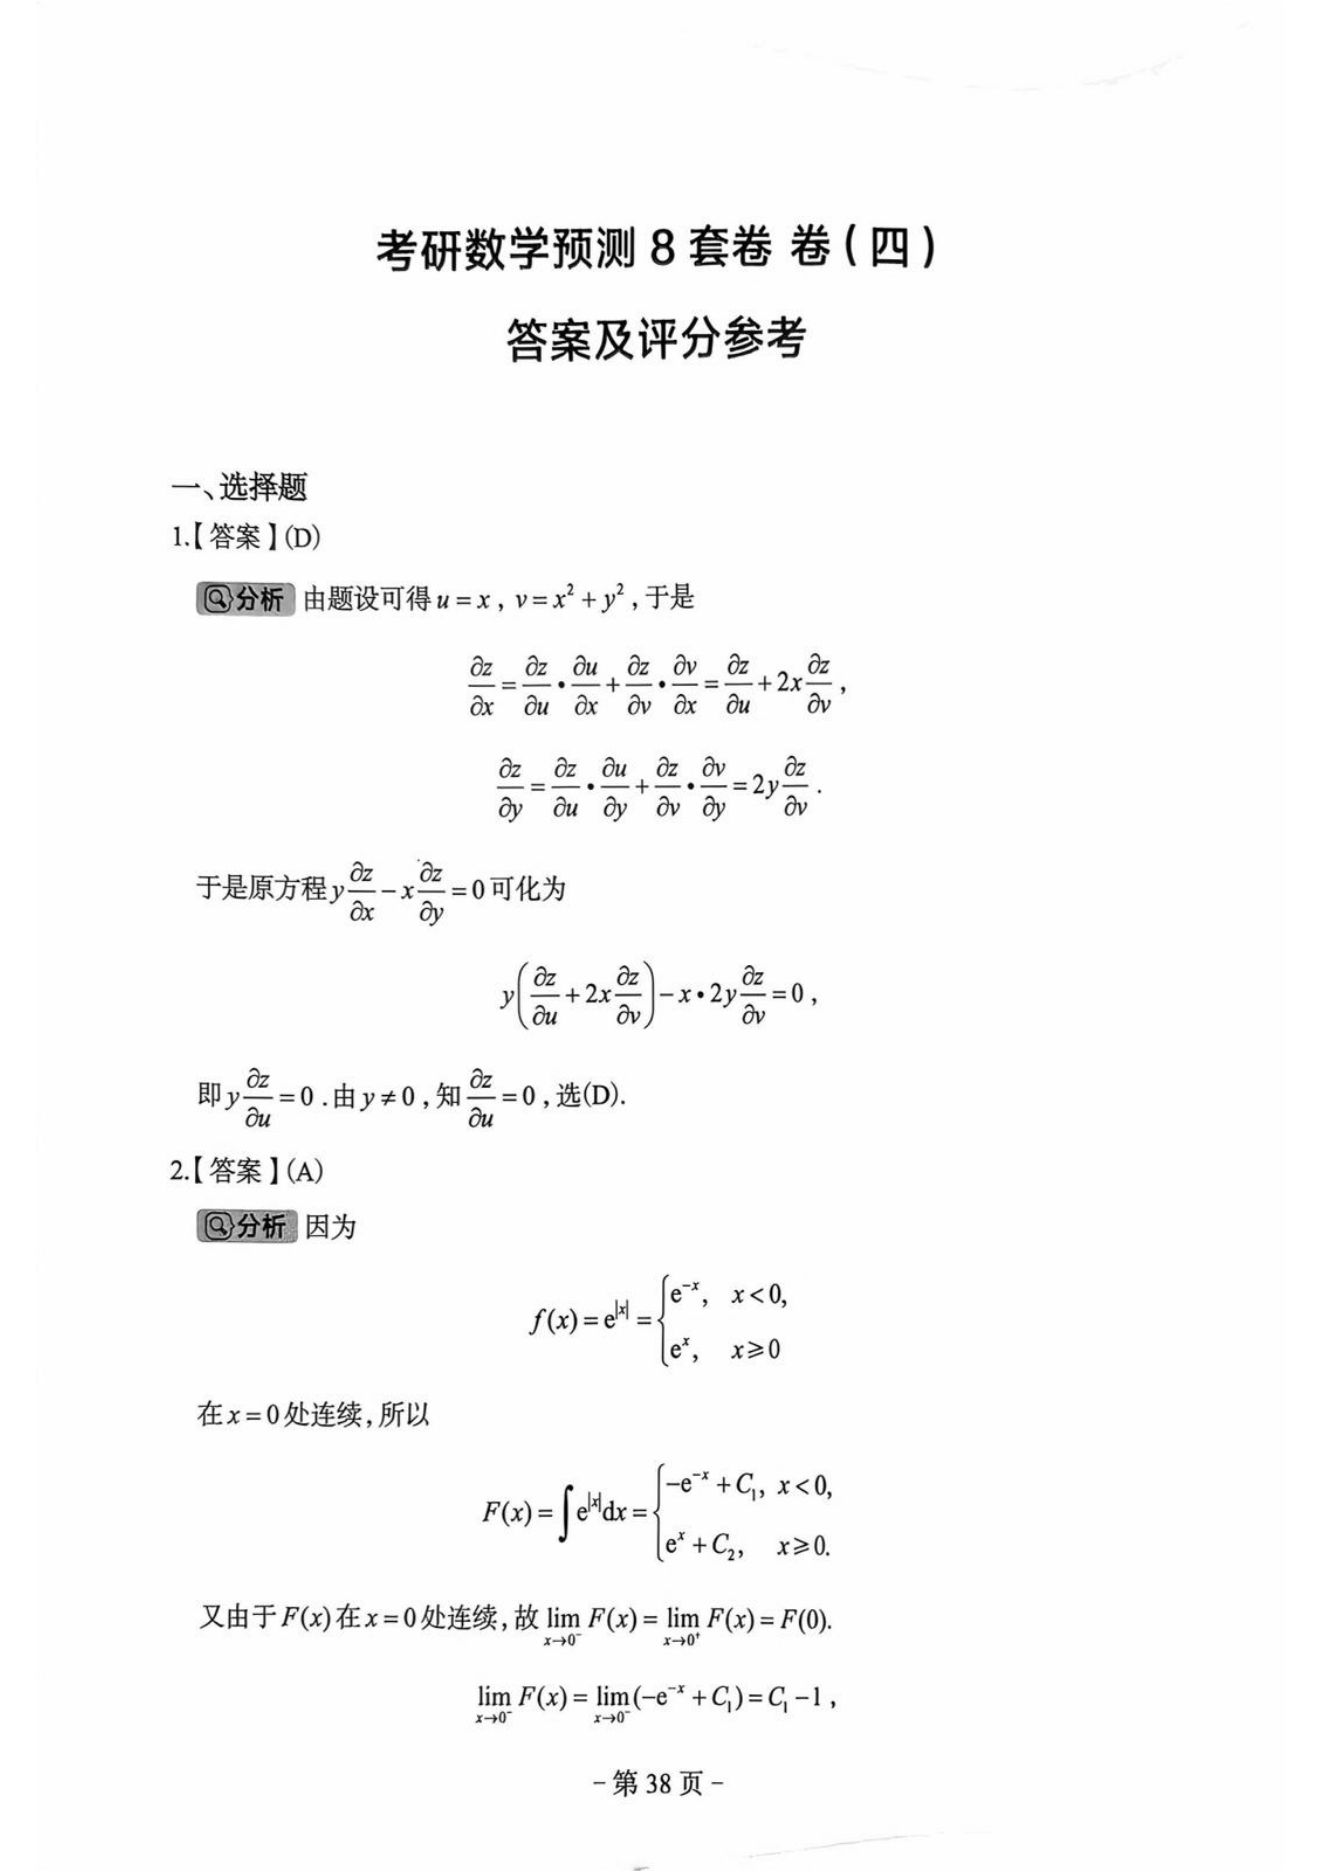 考研数学预测 8 套卷 卷(四)
答案及评分参考
一、选择题
1.【答案】(D)
分析 由题设可得 u = x , v = x² + y² , 于是
∂z/∂x = ∂z/∂u • ∂u/∂x + ∂z/∂v • ∂v/∂x = ∂z/∂u + 2x ∂z/∂v ,
∂z/∂y = ∂z/∂u • ∂u/∂y + ∂z/∂v • ∂v/∂y = 2y ∂z/∂v .
于是原方程 y ∂z/∂x − x ∂z/∂y = 0 可化为
y(∂z/∂u + 2x ∂z/∂v) − x • 2y ∂z/∂v = 0 ,
即 y ∂z/∂u = 0 . 由 y ≠ 0 , 知 ∂z/∂u = 0 , 选(D).
2.【答案】(A)
分析 因为
f(x) = e^{|x|} = { e^{−x}, x < 0,
e^x, x ⩾ 0
在 x = 0 处连续, 所以
F(x) = ∫ e^{|x|} dx = { −e^{−x} + C₁, x < 0,
e^x + C₂, x ⩾ 0.
又由于 F(x) 在 x = 0 处连续, 故 lim_{x→0⁻} F(x) = lim_{x→0⁺} F(x) = F(0).
lim_{x→0⁻} F(x) = lim_{x→0⁻} (−e^{−x} + C₁) = C₁ − 1 ,
– 第 38 页 –